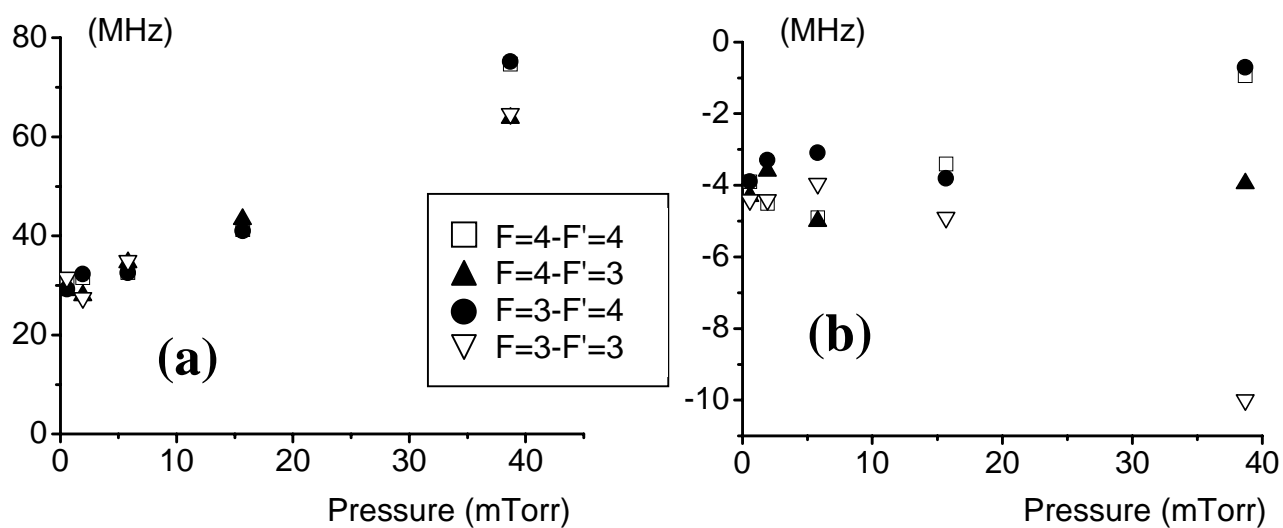 (MHz)
80
60
40
20
0
0 10 20 30 40
Pressure (mTorr)
(a)
F=4-F'=4
F=4-F'=3
F=3-F'=4
F=3-F'=3
(MHz)
0
-2
-4
-6
-8
-10
0 10 20 30 40
Pressure (mTorr)
(b)